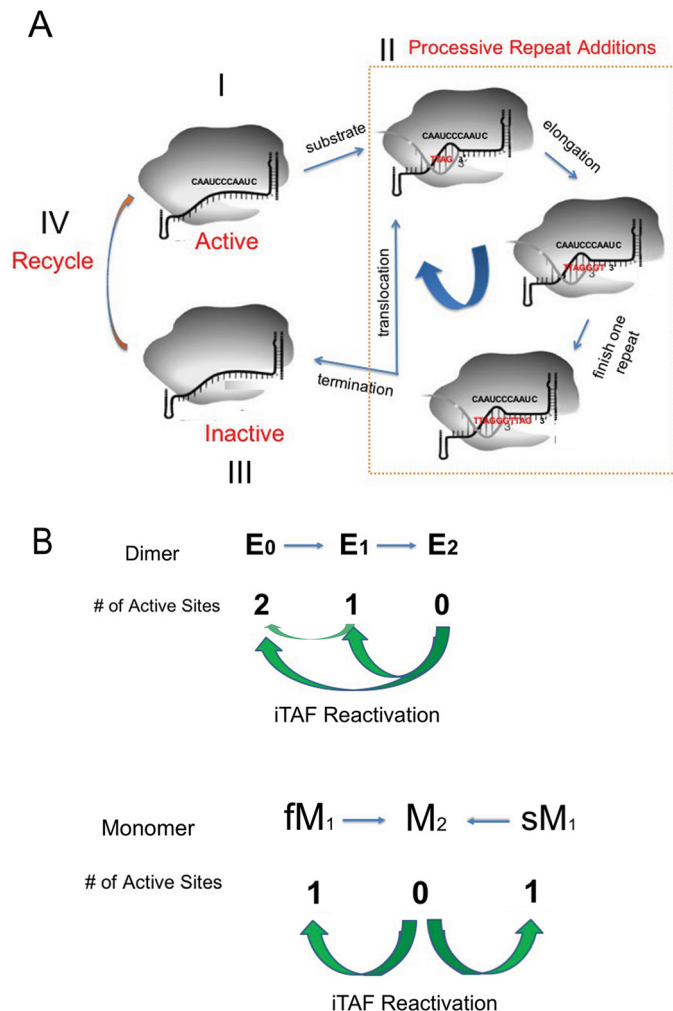 A
II Processive Repeat Additions
I
substrate
CAAUCCCAAUC
TTAG 3'
elongation
CAAUCCCAAUC
IV
Recycle
Active
CAAUCCCAAUC
TTAGGGT 3'
translocation
finish one
repeat
termination
CAAUCCCAAUC
TTAGGGTTAG 3'
Inactive
III
B
Dimer
E0 E1 E2
# of Active Sites
2 1 0
iTAF Reactivation
Monomer
fM1 M2 sM1
# of Active Sites
1 0 1
iTAF Reactivation